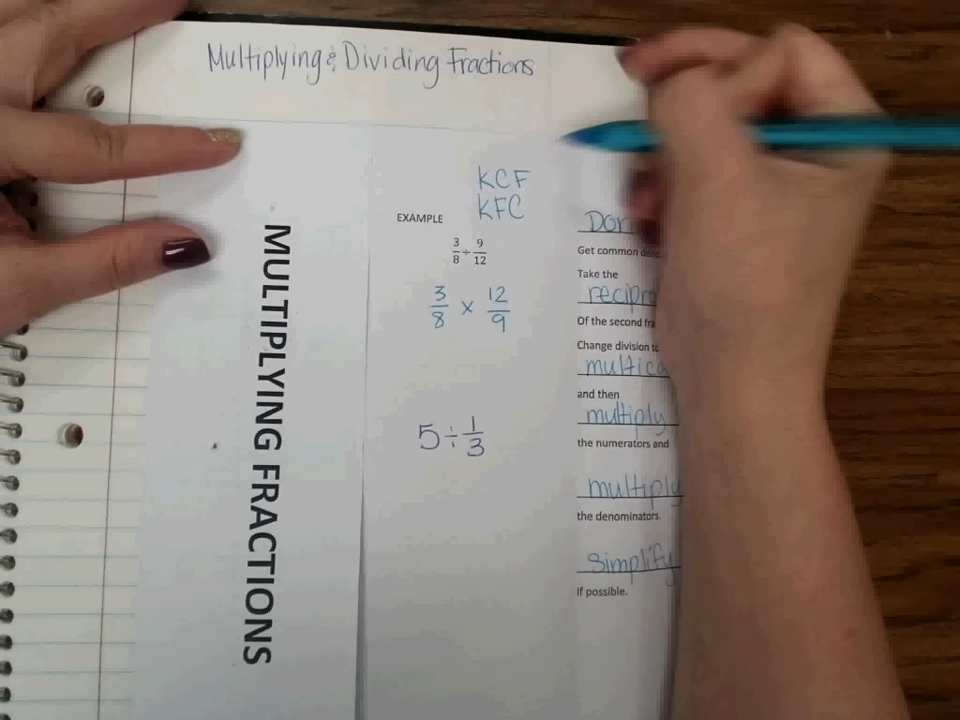 Multiplying & Dividing Fractions
MULTIPLYING FRACTIONS
KCF
KFC
EXAMPLE
3/8 ÷ 9/12
3/8 x 12/9
5 ÷ 1/3
Get common
Take the
Of the second
Change division to
and then
multiply
the numerators and
multiply
the denominators.
simplify
If possible.